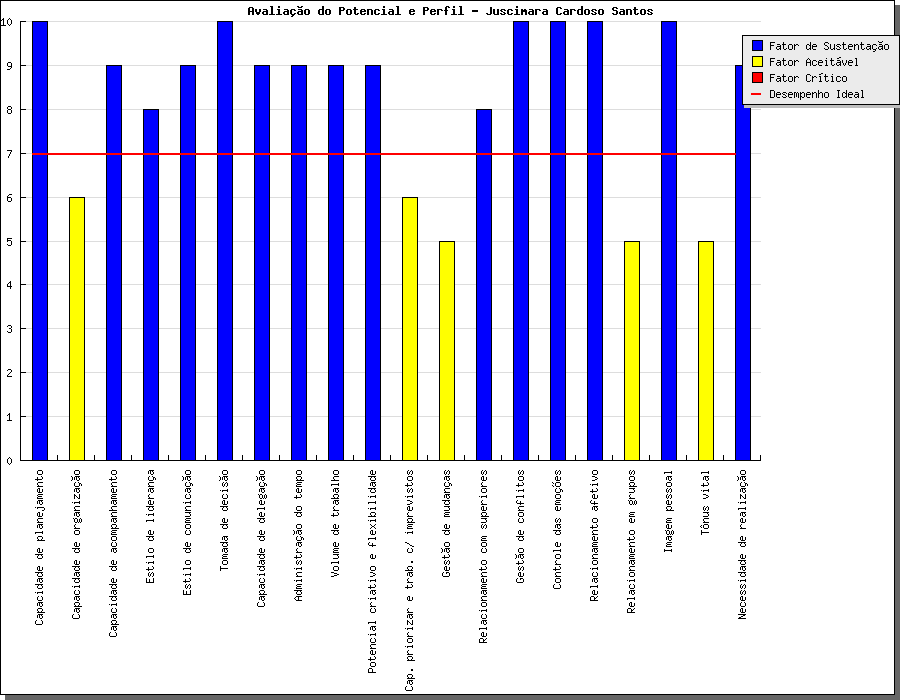 Avaliação do Potencial e Perfil - Juscimara Cardoso Santos
Fator de Sustentação
Fator Aceitável
Fator Crítico
Desempenho Ideal
10
9
8
7
6
5
4
3
2
1
0
Capacidade de planejamento
Capacidade de organização
Capacidade de acompanhamento
Estilo de liderança
Estilo de comunicação
Tomada de decisão
Capacidade de delegação
Administração do tempo
Volume de trabalho
Potencial criativo e flexibilidade
Cap. priorizar e trab. c/ imprevistos
Gestão de mudanças
Relacionamento com superiores
Gestão de conflitos
Controle das emoções
Relacionamento afetivo
Relacionamento em grupos
Imagem pessoal
Tônus vital
Necessidade de realização